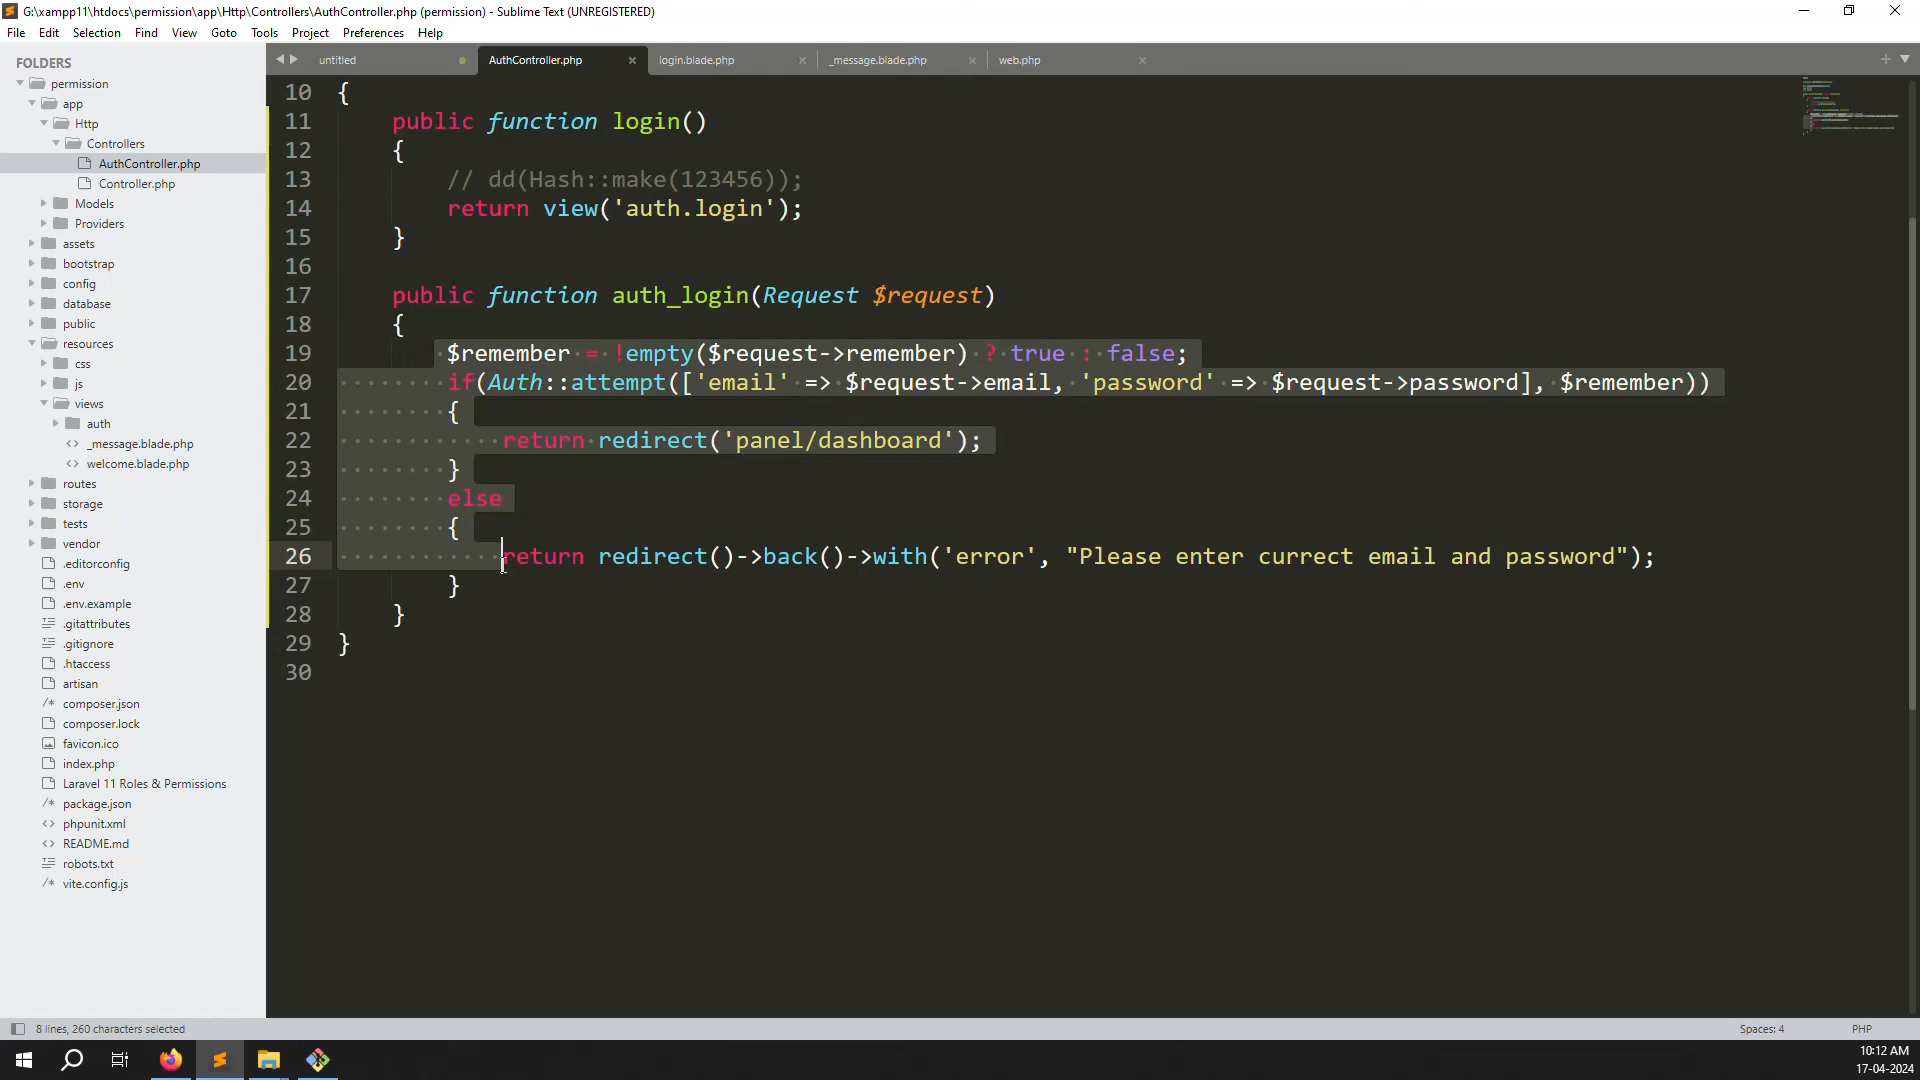 G:\xampp11\htdocs\permission\app\Http\Controllers\AuthController.php (permission) - Sublime Text (UNREGISTERED)
File Edit Selection Find View Goto Tools Project Preferences Help
FOLDERS
permission
app
Http
Controllers
AuthController.php
Controller.php
Models
Providers
assets
bootstrap
config
database
public
resources
css
js
views
auth
_message.blade.php
welcome.blade.php
routes
storage
tests
vendor
.editorconfig
.env
.env.example
.gitattributes
.gitignore
.htaccess
artisan
composer.json
composer.lock
favicon.ico
index.php
Laravel 11 Roles & Permissions
package.json
phpunit.xml
README.md
robots.txt
vite.config.js
untitled AuthController.php login.blade.php _message.blade.php web.php
10 {
11 public function login()
12 {
13 // dd(Hash::make(123456));
14 return view('auth.login');
15 }
16
17 public function auth_login(Request $request)
18 {
19 $remember = !empty($request->remember) ? true : false;
20 if(Auth::attempt(['email' => $request->email, 'password' => $request->password], $remember))
21 {
22 return redirect('panel/dashboard');
23 }
24 else
25 {
26 return redirect()->back()->with('error', "Please enter currect email and password");
27 }
28 }
29 }
30
8 lines, 260 characters selected Spaces: 4 PHP
10:12 AM
17-04-2024